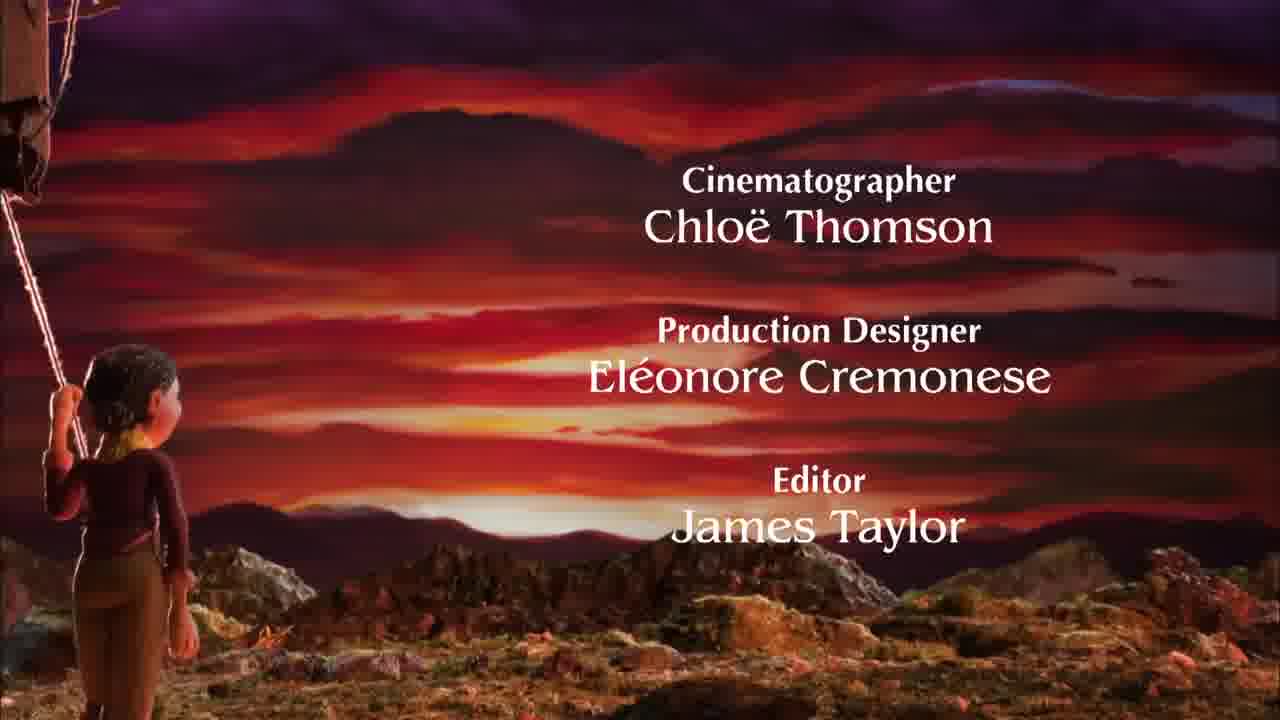 Cinematographer
Chloë Thomson
Production Designer
Eléonore Cremonese
Editor
James Taylor